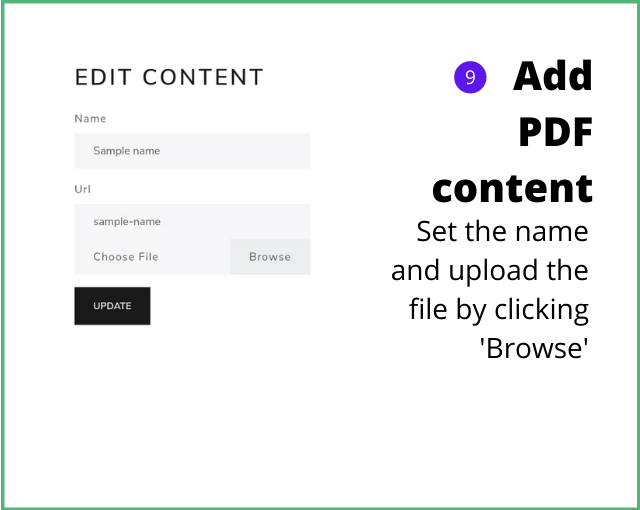 EDIT CONTENT
Name
Sample name
Url
sample-name
Choose File Browse
UPDATE
9 Add
PDF
content
Set the name
and upload the
file by clicking
'Browse'